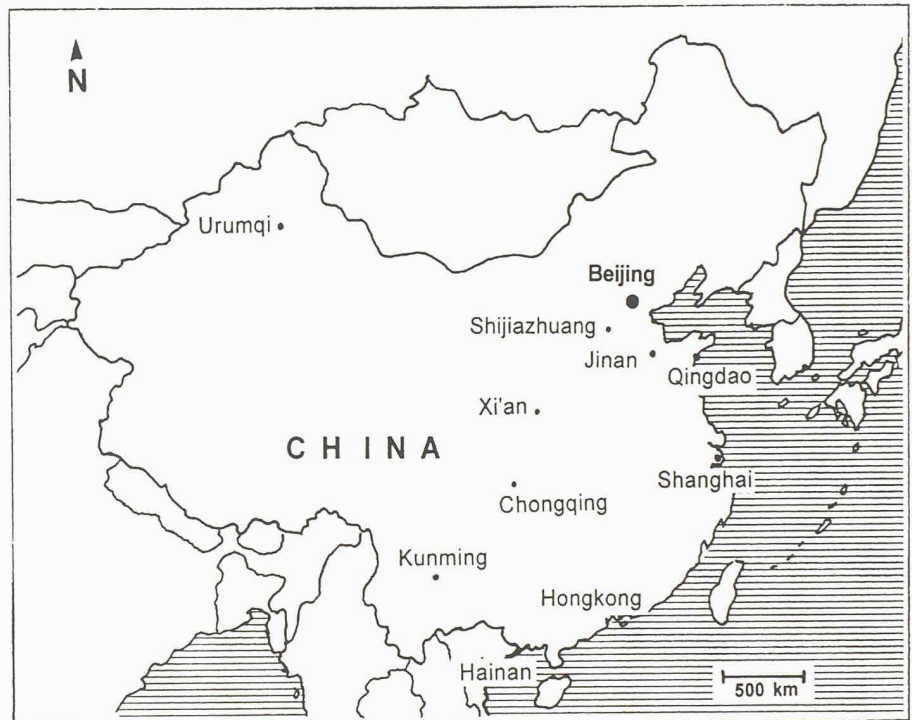 N
Urumqi
Beijing
Shijiazhuang
Jinan
Qingdao
Xi'an
CHINA
Shanghai
Chongqing
Kunming
Hongkong
Hainan
500 km